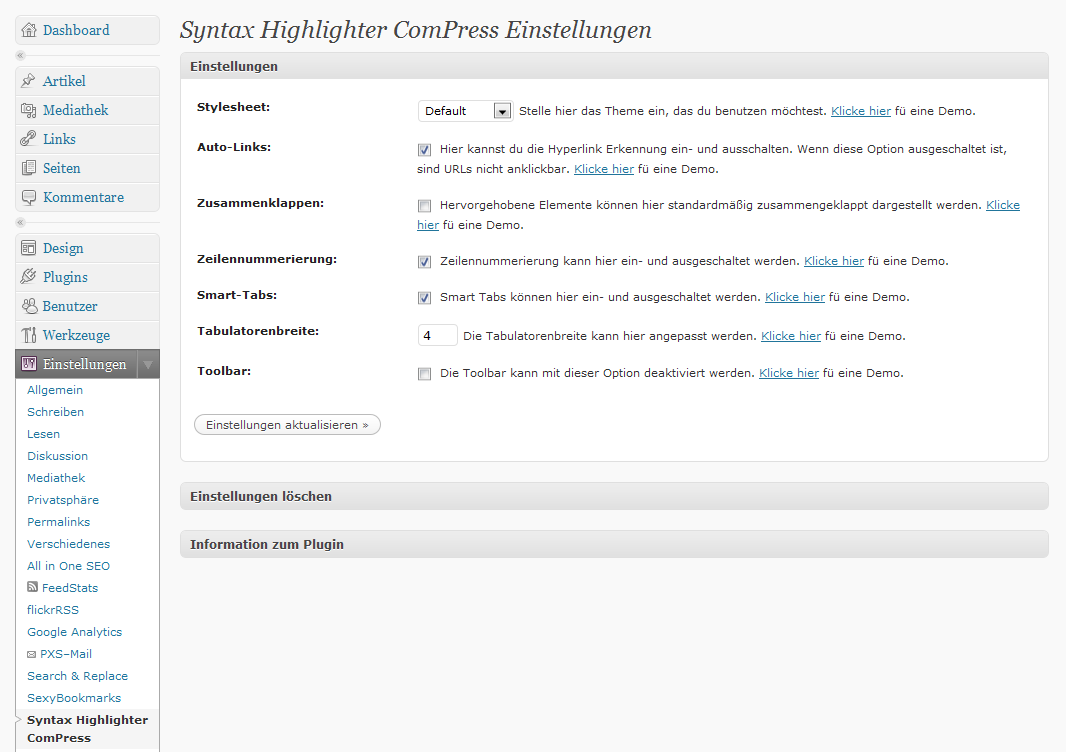 Dashboard
Artikel
Mediathek
Links
Seiten
Kommentare
Design
Plugins
Benutzer
Werkzeuge
Einstellungen
Allgemein
Schreiben
Lesen
Diskussion
Mediathek
Privatsphäre
Permalinks
Verschiedenes
All in One SEO
FeedStats
flickrRSS
Google Analytics
PXS-Mail
Search & Replace
SexyBookmarks
Syntax Highlighter
ComPress
Syntax Highlighter ComPress Einstellungen
Einstellungen
Stylesheet: Default Stelle hier das Theme ein, das du benutzen möchtest. Klicke hier fü eine Demo.
Auto-Links: Hier kannst du die Hyperlink Erkennung ein- und ausschalten. Wenn diese Option ausgeschaltet ist,
sind URLs nicht anklickbar. Klicke hier fü eine Demo.
Zusammenklappen: Hervorgehobene Elemente können hier standardmäßig zusammengeklappt dargestellt werden. Klicke
hier fü eine Demo.
Zeilennummerierung: Zeilennummerierung kann hier ein- und ausgeschaltet werden. Klicke hier fü eine Demo.
Smart-Tabs: Smart Tabs können hier ein- und ausgeschaltet werden. Klicke hier fü eine Demo.
Tabulatorenbreite: 4 Die Tabulatorenbreite kann hier angepasst werden. Klicke hier fü eine Demo.
Toolbar: Die Toolbar kann mit dieser Option deaktiviert werden. Klicke hier fü eine Demo.
Einstellungen aktualisieren »
Einstellungen löschen
Information zum Plugin